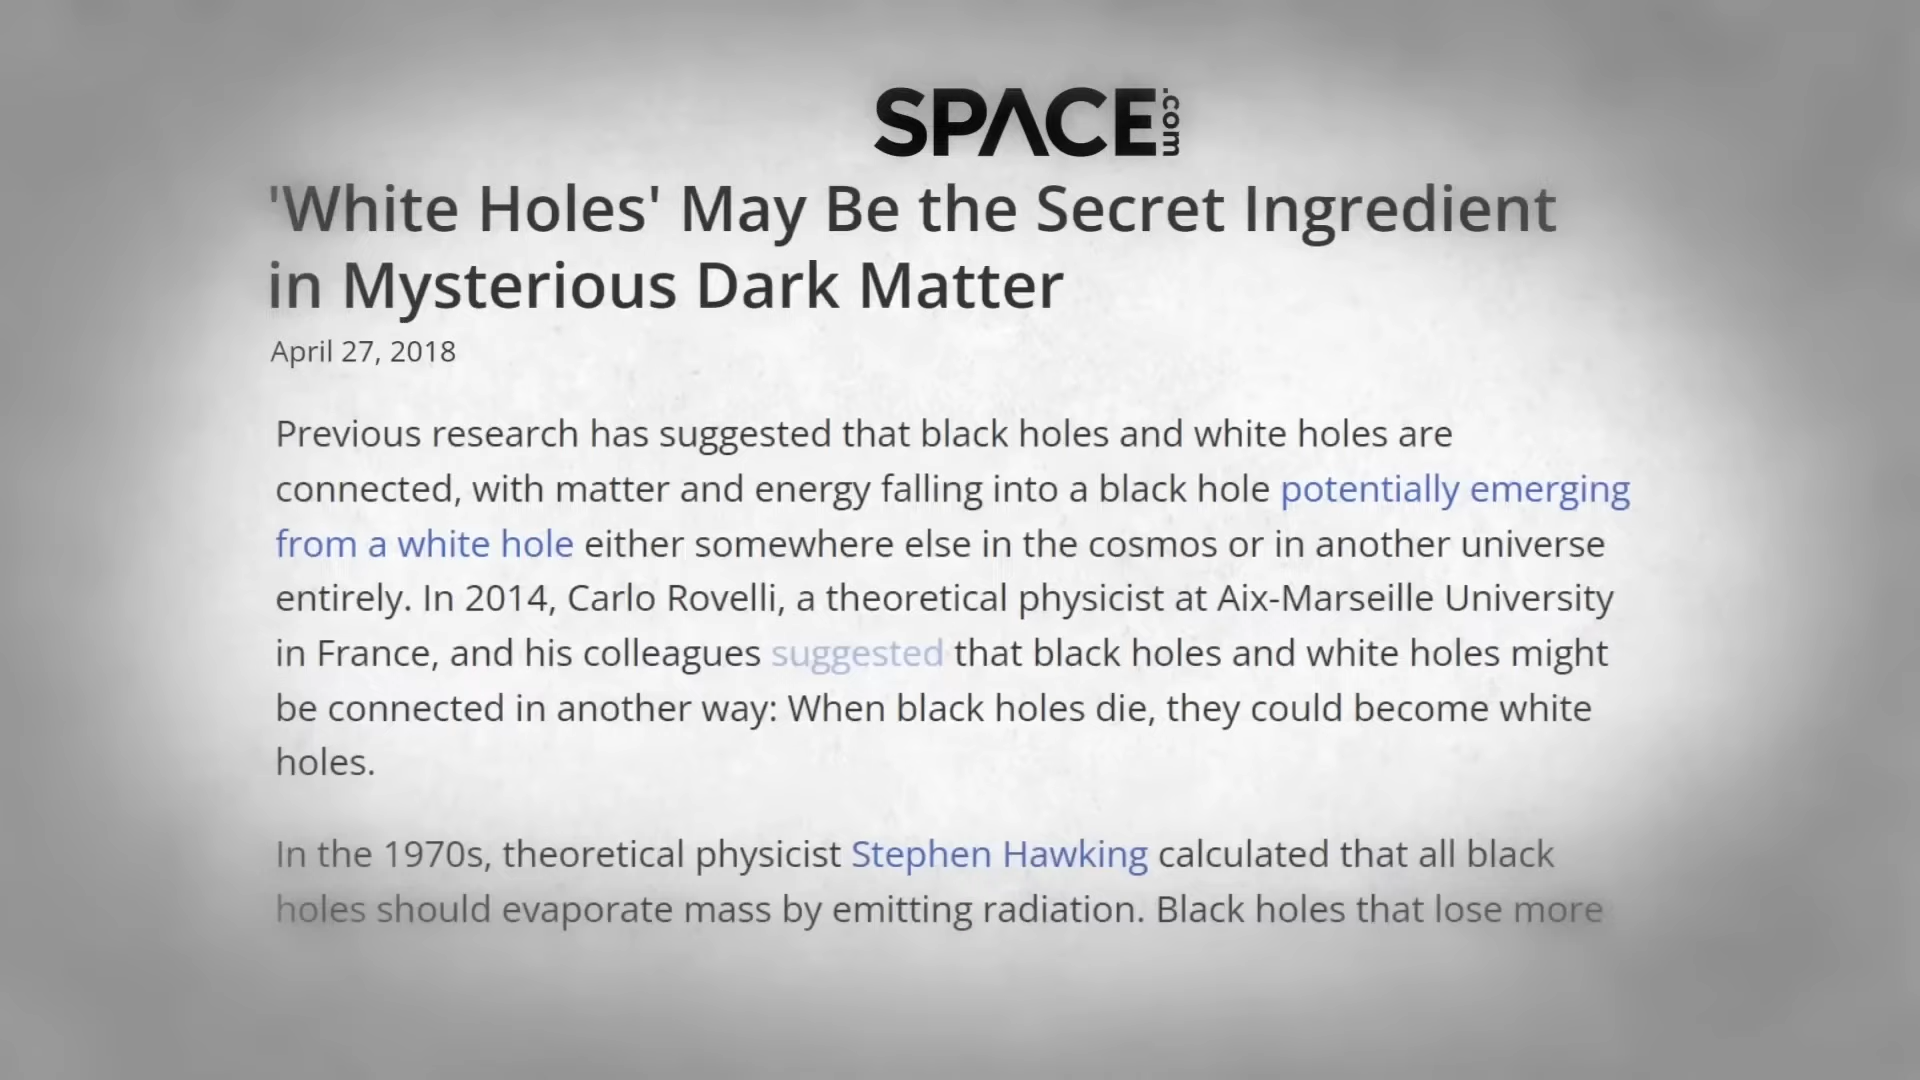 SPACE.com
'White Holes' May Be the Secret Ingredient
in Mysterious Dark Matter
April 27, 2018
Previous research has suggested that black holes and white holes are
connected, with matter and energy falling into a black hole potentially emerging
from a white hole either somewhere else in the cosmos or in another universe
entirely. In 2014, Carlo Rovelli, a theoretical physicist at Aix-Marseille University
in France, and his colleagues suggested that black holes and white holes might
be connected in another way: When black holes die, they could become white
holes.
In the 1970s, theoretical physicist Stephen Hawking calculated that all black
holes should evaporate mass by emitting radiation. Black holes that lose more